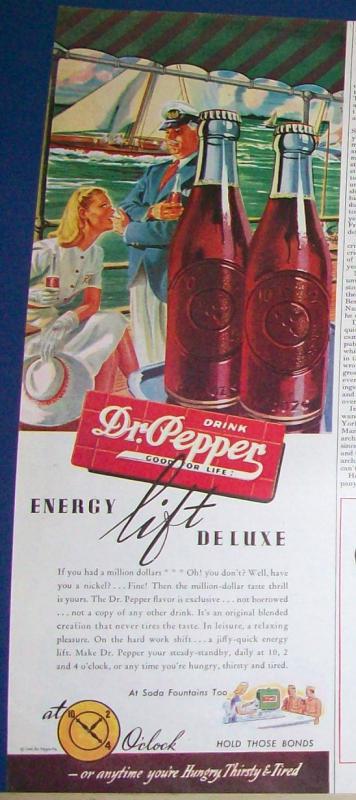 DRINK
Dr. Pepper
GOOD FOR LIFE!
ENERGY
lift
DE LUXE
If you had a million dollars * * * Oh! you don't? Well, have
you a nickel? . . . Fine! Then the million-dollar taste thrill
is yours. The Dr. Pepper flavor is exclusive . . . not borrowed
. . . not a copy of any other drink. It's an original blended
creation that never tires the taste. In leisure, a relaxing
pleasure. On the hard work shift . . . a jiffy-quick energy
lift. Make Dr. Pepper your steady-standby, daily at 10, 2
and 4 o'clock, or any time you're hungry, thirsty and tired.
At Soda Fountains Too
at
10 2
4
O'clock
HOLD THOSE BONDS
—or anytime you're Hungry, Thirsty & Tired